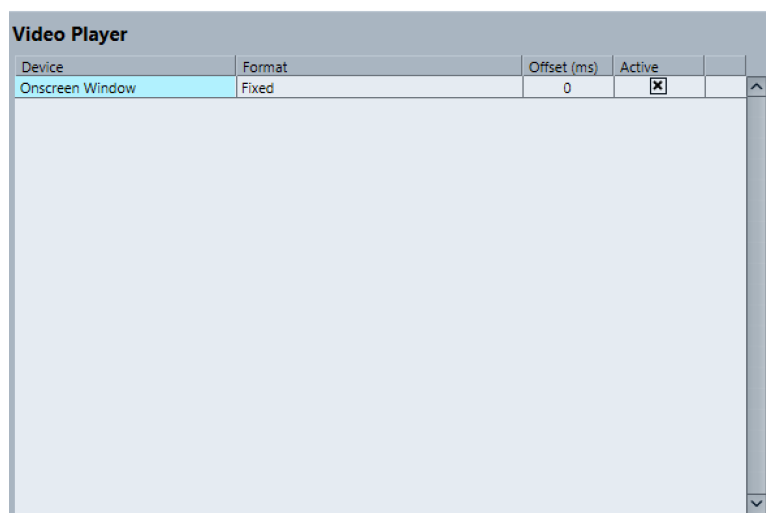 Video Player
Device Format Offset (ms) Active
Onscreen Window Fixed 0